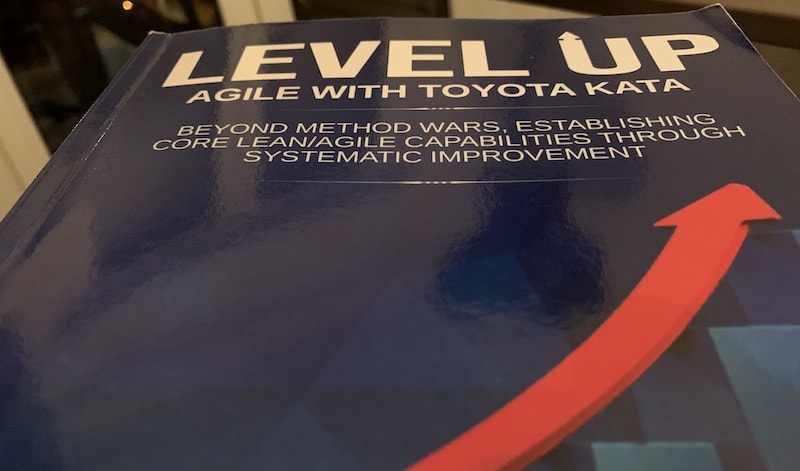 LEVEL UP
AGILE WITH TOYOTA KATA
BEYOND METHOD WARS, ESTABLISHING
CORE LEAN/AGILE CAPABILITIES THROUGH
SYSTEMATIC IMPROVEMENT